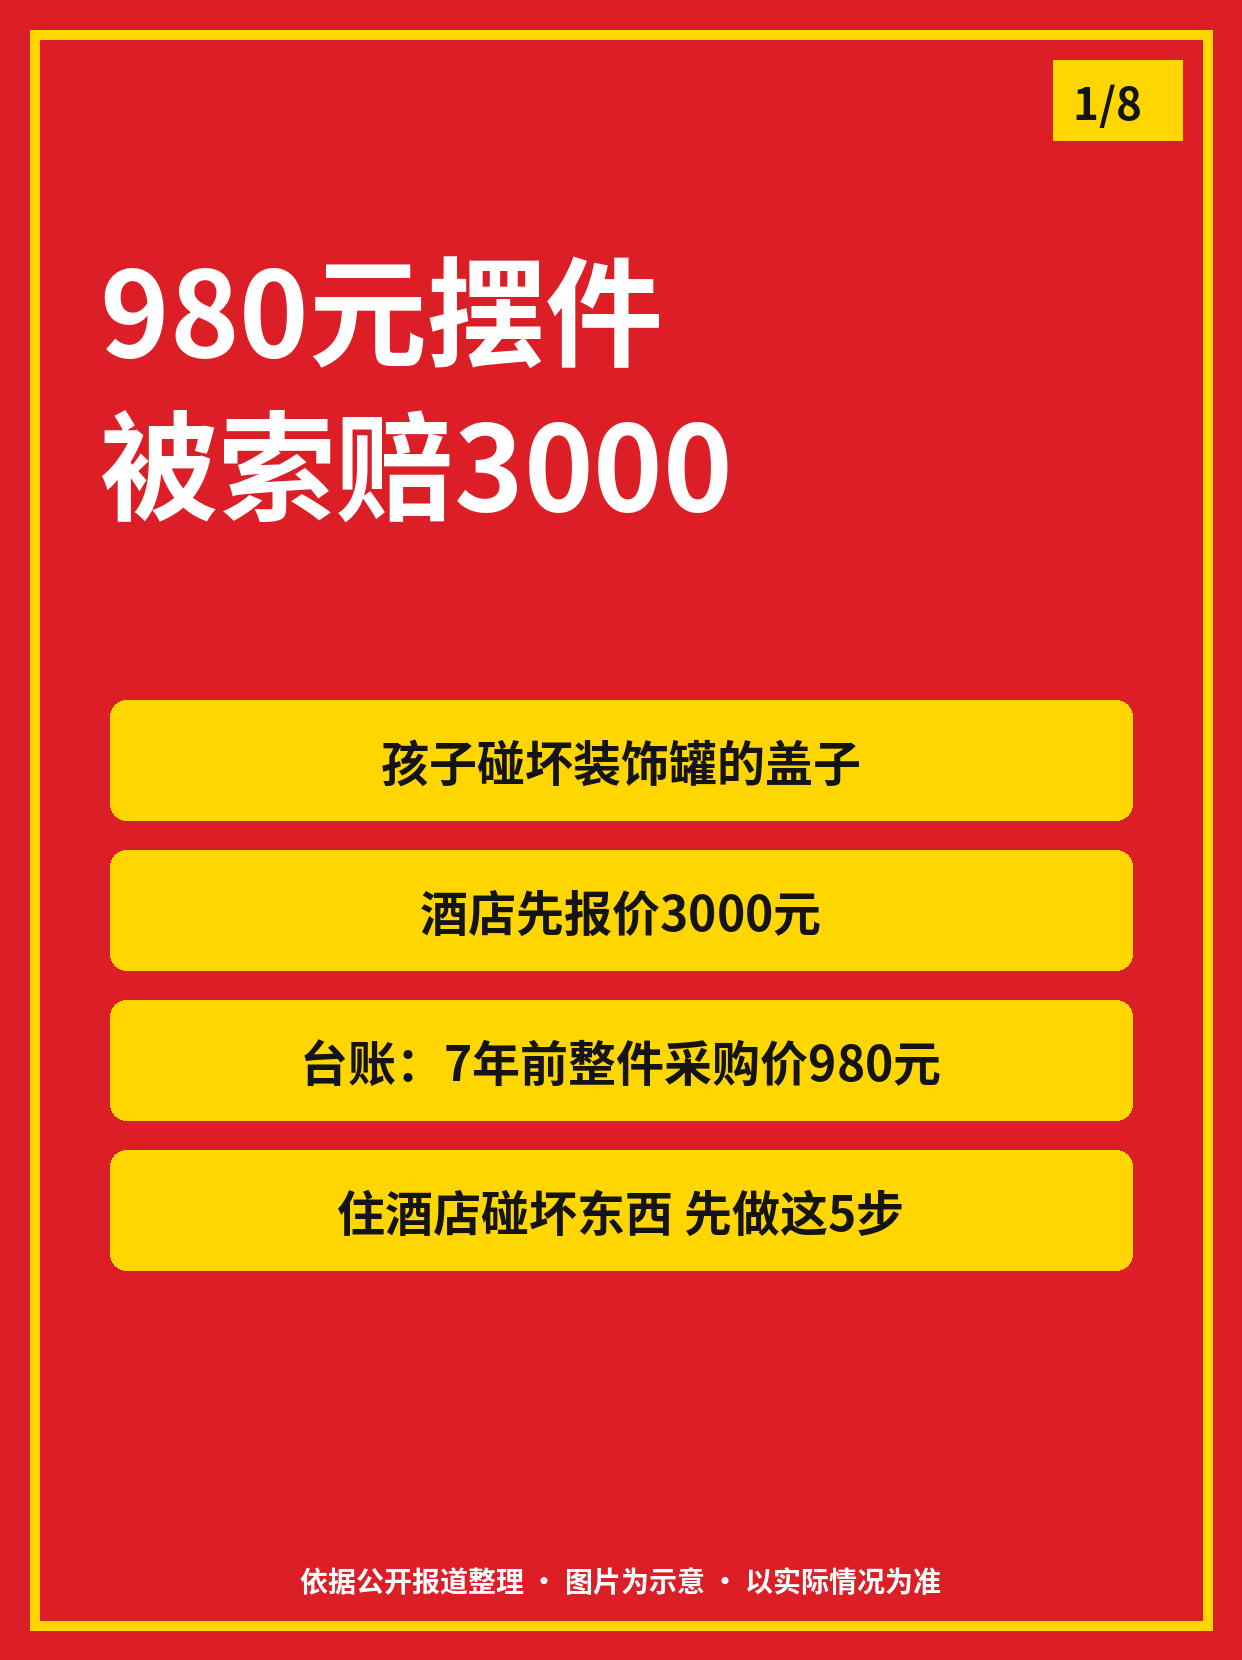 1/8
980元摆件
被索赔3000
孩子碰坏装饰罐的盖子
酒店先报价3000元
台账：7年前整件采购价980元
住酒店碰坏东西 先做这5步
依据公开报道整理 · 图片为示意 · 以实际情况为准